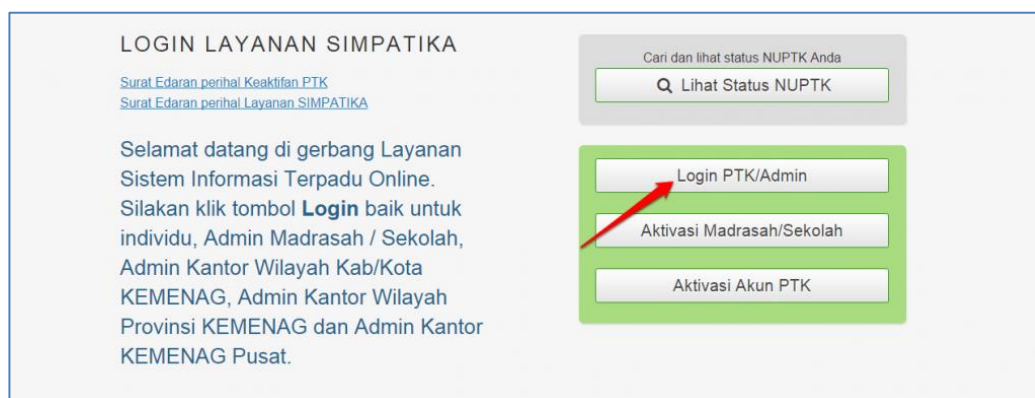 LOGIN LAYANAN SIMPATIKA
Surat Edaran perihal Keaktifan PTK
Surat Edaran perihal Layanan SIMPATIKA
Selamat datang di gerbang Layanan
Sistem Informasi Terpadu Online.
Silakan klik tombol Login baik untuk
individu, Admin Madrasah / Sekolah,
Admin Kantor Wilayah Kab/Kota
KEMENAG, Admin Kantor Wilayah
Provinsi KEMENAG dan Admin Kantor
KEMENAG Pusat.
Cari dan lihat status NUPTK Anda
Lihat Status NUPTK
Login PTK/Admin
Aktivasi Madrasah/Sekolah
Aktivasi Akun PTK